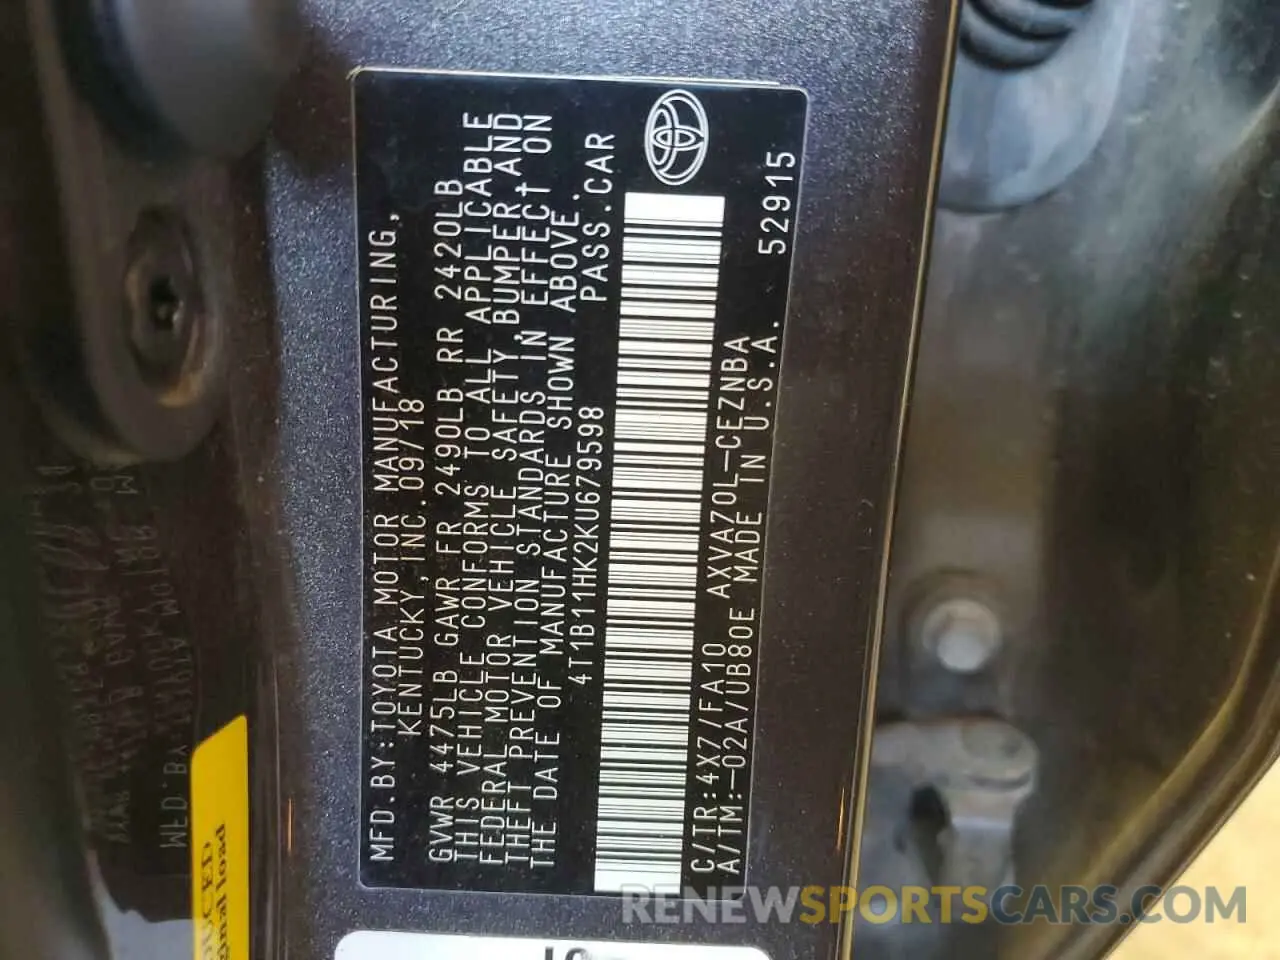 MFD.BY:TOYOTA MOTOR MANUFACTURING,
KENTUCKY, INC. 09/18
GVWR 4475LB GAWR FR 2490LB RR 2420LB
THIS VEHICLE CONFORMS TO ALL APPLICABLE
FEDERAL MOTOR VEHICLE SAFETY,BUMPER,AND
THEFT PREVENTION STANDARDS IN EFFECT ON
THE DATE OF MANUFACTURE SHOWN ABOVE.
4T1B11HK2KU679598 PASS.CAR
C/TR:4X7/FA10 AXVA70L-CEZNBA
A/TM:-02A/UB80E MADE IN U.S.A. 52915
RENEWSPORTSCARS.COM